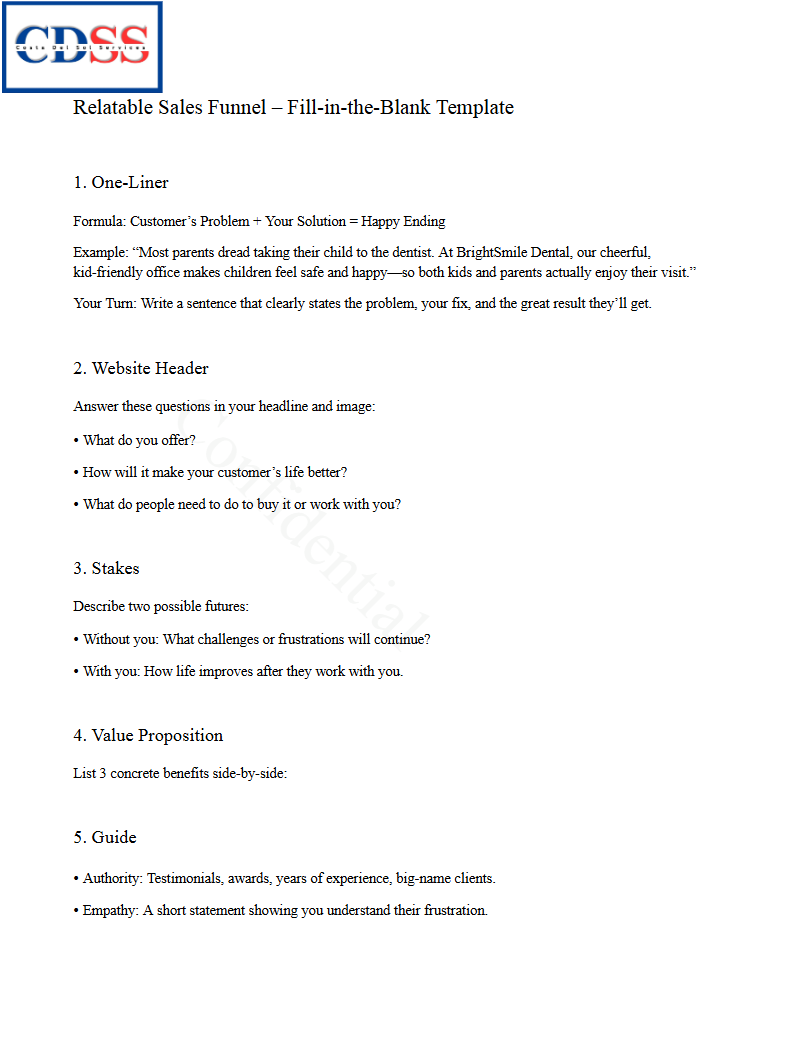 CDSS
Costa Del Sol Services
Relatable Sales Funnel – Fill-in-the-Blank Template
1. One-Liner
Formula: Customer’s Problem + Your Solution = Happy Ending
Example: “Most parents dread taking their child to the dentist. At BrightSmile Dental, our cheerful,
kid-friendly office makes children feel safe and happy—so both kids and parents actually enjoy their visit.”
Your Turn: Write a sentence that clearly states the problem, your fix, and the great result they’ll get.
2. Website Header
Answer these questions in your headline and image:
• What do you offer?
• How will it make your customer’s life better?
• What do people need to do to buy it or work with you?
Confidential
3. Stakes
Describe two possible futures:
• Without you: What challenges or frustrations will continue?
• With you: How life improves after they work with you.
4. Value Proposition
List 3 concrete benefits side-by-side:
5. Guide
• Authority: Testimonials, awards, years of experience, big-name clients.
• Empathy: A short statement showing you understand their frustration.